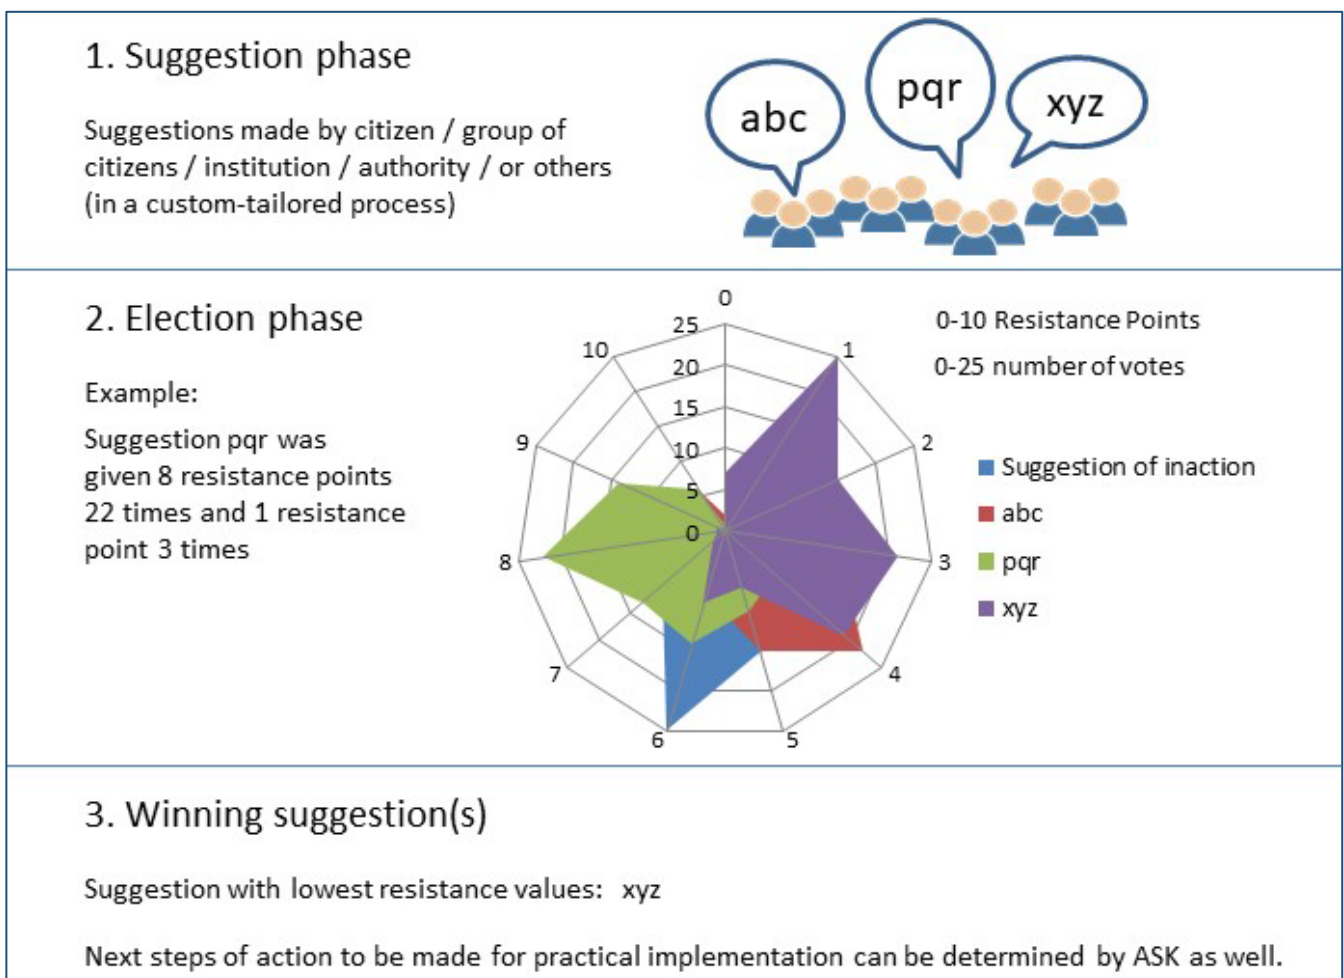 1. Suggestion phase
Suggestions made by citizen / group of
citizens / institution / authority / or others
(in a custom-tailored process)
abc
pqr
xyz
2. Election phase
Example:
Suggestion pqr was
given 8 resistance points
22 times and 1 resistance
point 3 times
0
1
2
3
4
5
6
7
8
9
10
25
20
15
10
5
0
0-10 Resistance Points
0-25 number of votes
Suggestion of inaction
abc
pqr
xyz
3. Winning suggestion(s)
Suggestion with lowest resistance values: xyz
Next steps of action to be made for practical implementation can be determined by ASK as well.